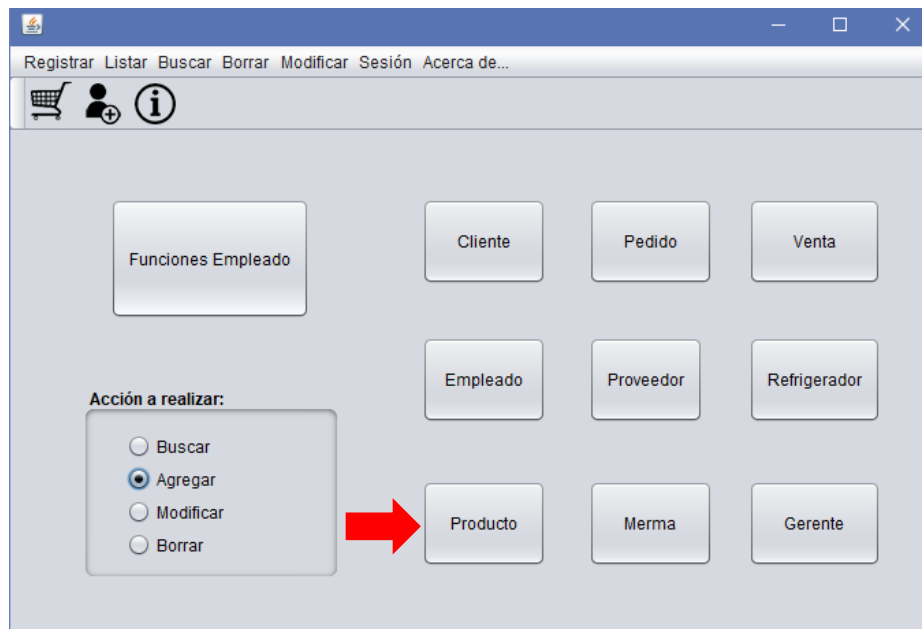 Registrar Listar Buscar Borrar Modificar Sesión Acerca de...
Funciones Empleado
Cliente Pedido Venta
Empleado Proveedor Refrigerador
Acción a realizar:
Buscar
Agregar
Modificar
Borrar
Producto Merma Gerente